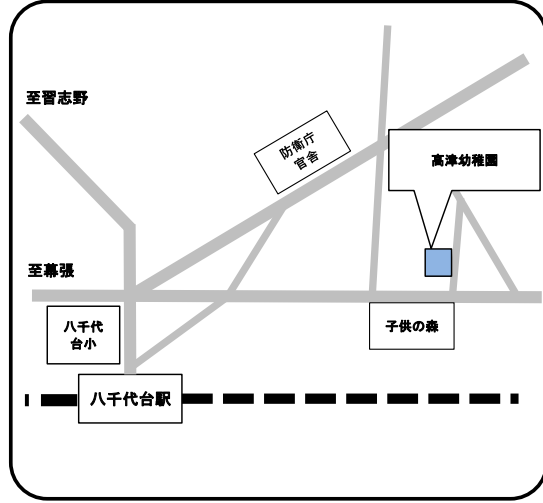 至習志野
防衛庁
官舎
高津幼稚園
至幕張
八千代
台小
子供の森
八千代台駅